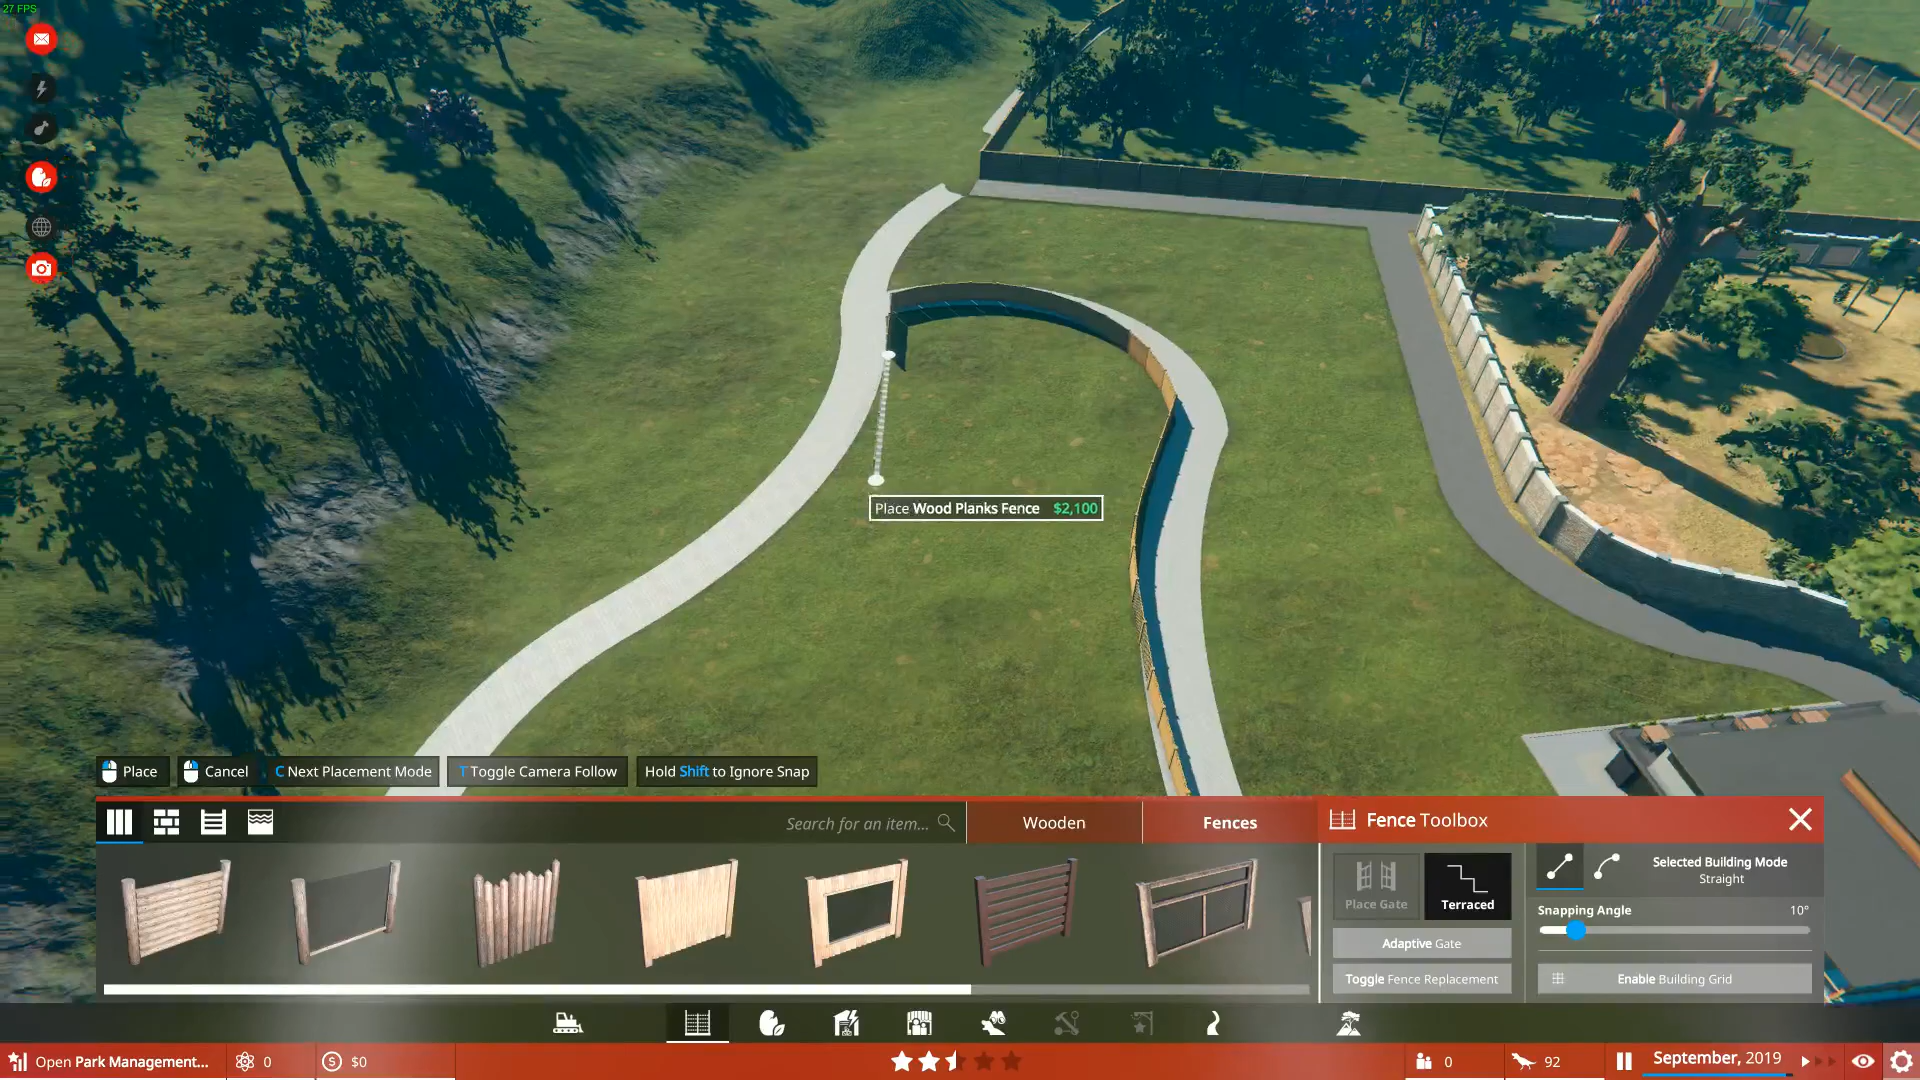 27 FPS
Place Wood Planks Fence $2,100
Place
Cancel
C Next Placement Mode
T Toggle Camera Follow
Hold Shift to Ignore Snap
Search for an item...
Wooden
Fences
Fence Toolbox
Place Gate
Terraced
Adaptive Gate
Toggle Fence Replacement
Selected Building Mode
Straight
Snapping Angle 10°
Enable Building Grid
Open Park Management...
0
$0
0
92
September, 2019